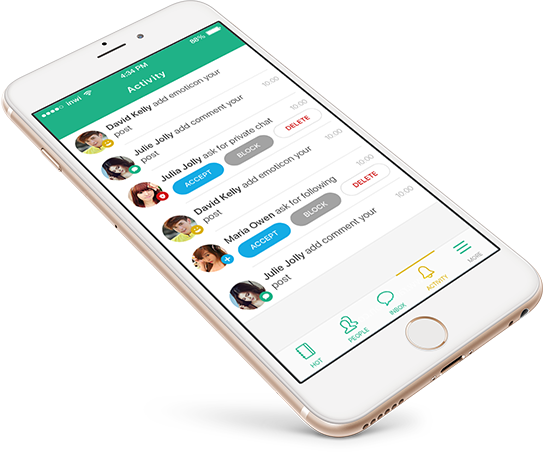 inwi 4:34 PM 88%
Activity
David Kelly add emoticon your
post
10:00
Julie Jolly add comment your
post
10:00
Julia Jolly ask for private chat
10:00
ACCEPT BLOCK DELETE
David Kelly add emoticon your
post
10:00
Maria Owen ask for following
10:00
ACCEPT BLOCK DELETE
Julie Jolly add comment your
post
10:00
HOT PEOPLE INBOX ACTIVITY MORE